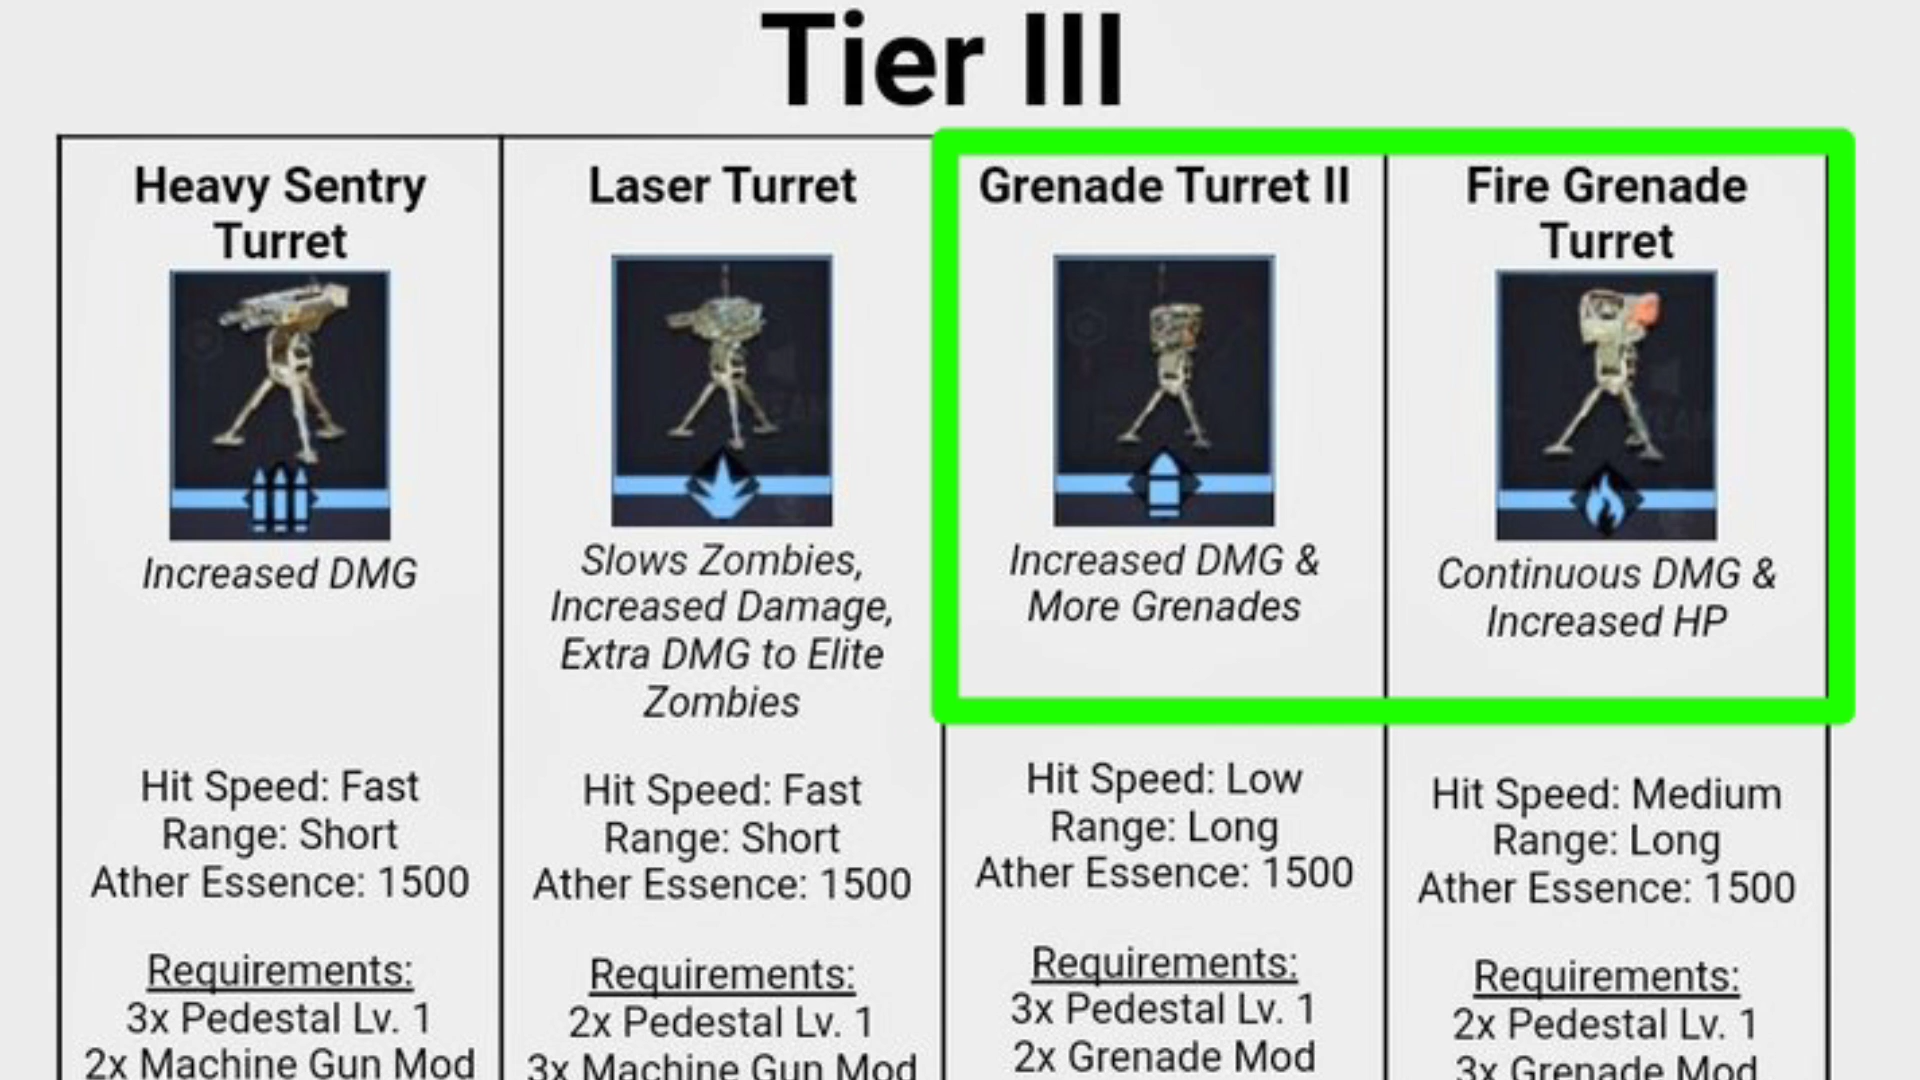 Tier III
Heavy Sentry
Turret
Increased DMG
Hit Speed: Fast
Range: Short
Ather Essence: 1500
Requirements:
3x Pedestal Lv. 1
2x Machine Gun Mod
Laser Turret
Slows Zombies,
Increased Damage,
Extra DMG to Elite
Zombies
Hit Speed: Fast
Range: Short
Ather Essence: 1500
Requirements:
2x Pedestal Lv. 1
3x Machine Gun Mod
Grenade Turret II
Increased DMG &
More Grenades
Hit Speed: Low
Range: Long
Ather Essence: 1500
Requirements:
3x Pedestal Lv. 1
2x Grenade Mod
Fire Grenade
Turret
Continuous DMG &
Increased HP
Hit Speed: Medium
Range: Long
Ather Essence: 1500
Requirements:
2x Pedestal Lv. 1
3x Grenade Mod